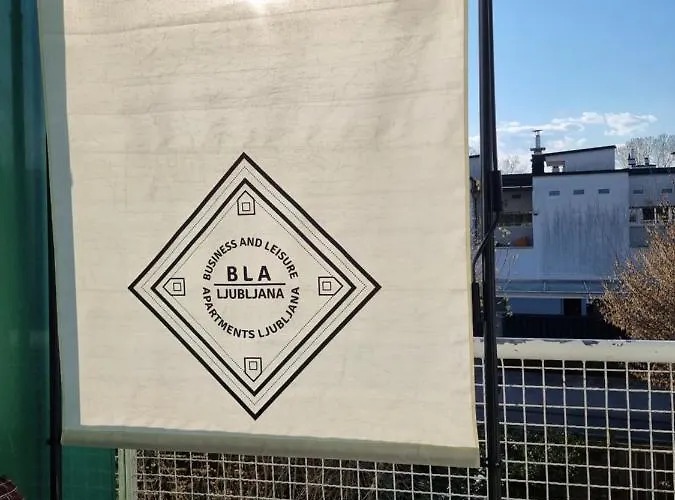 BUSINESS AND LEISURE
BLA
LJUBLJANA
APARTMENTS LJUBLJANA